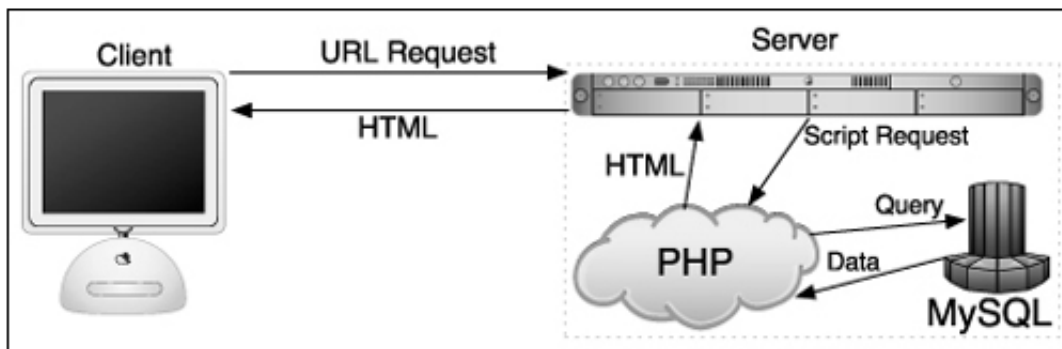 Client
URL Request
Server
HTML
Script Request
HTML
Query
PHP
Data
MySQL